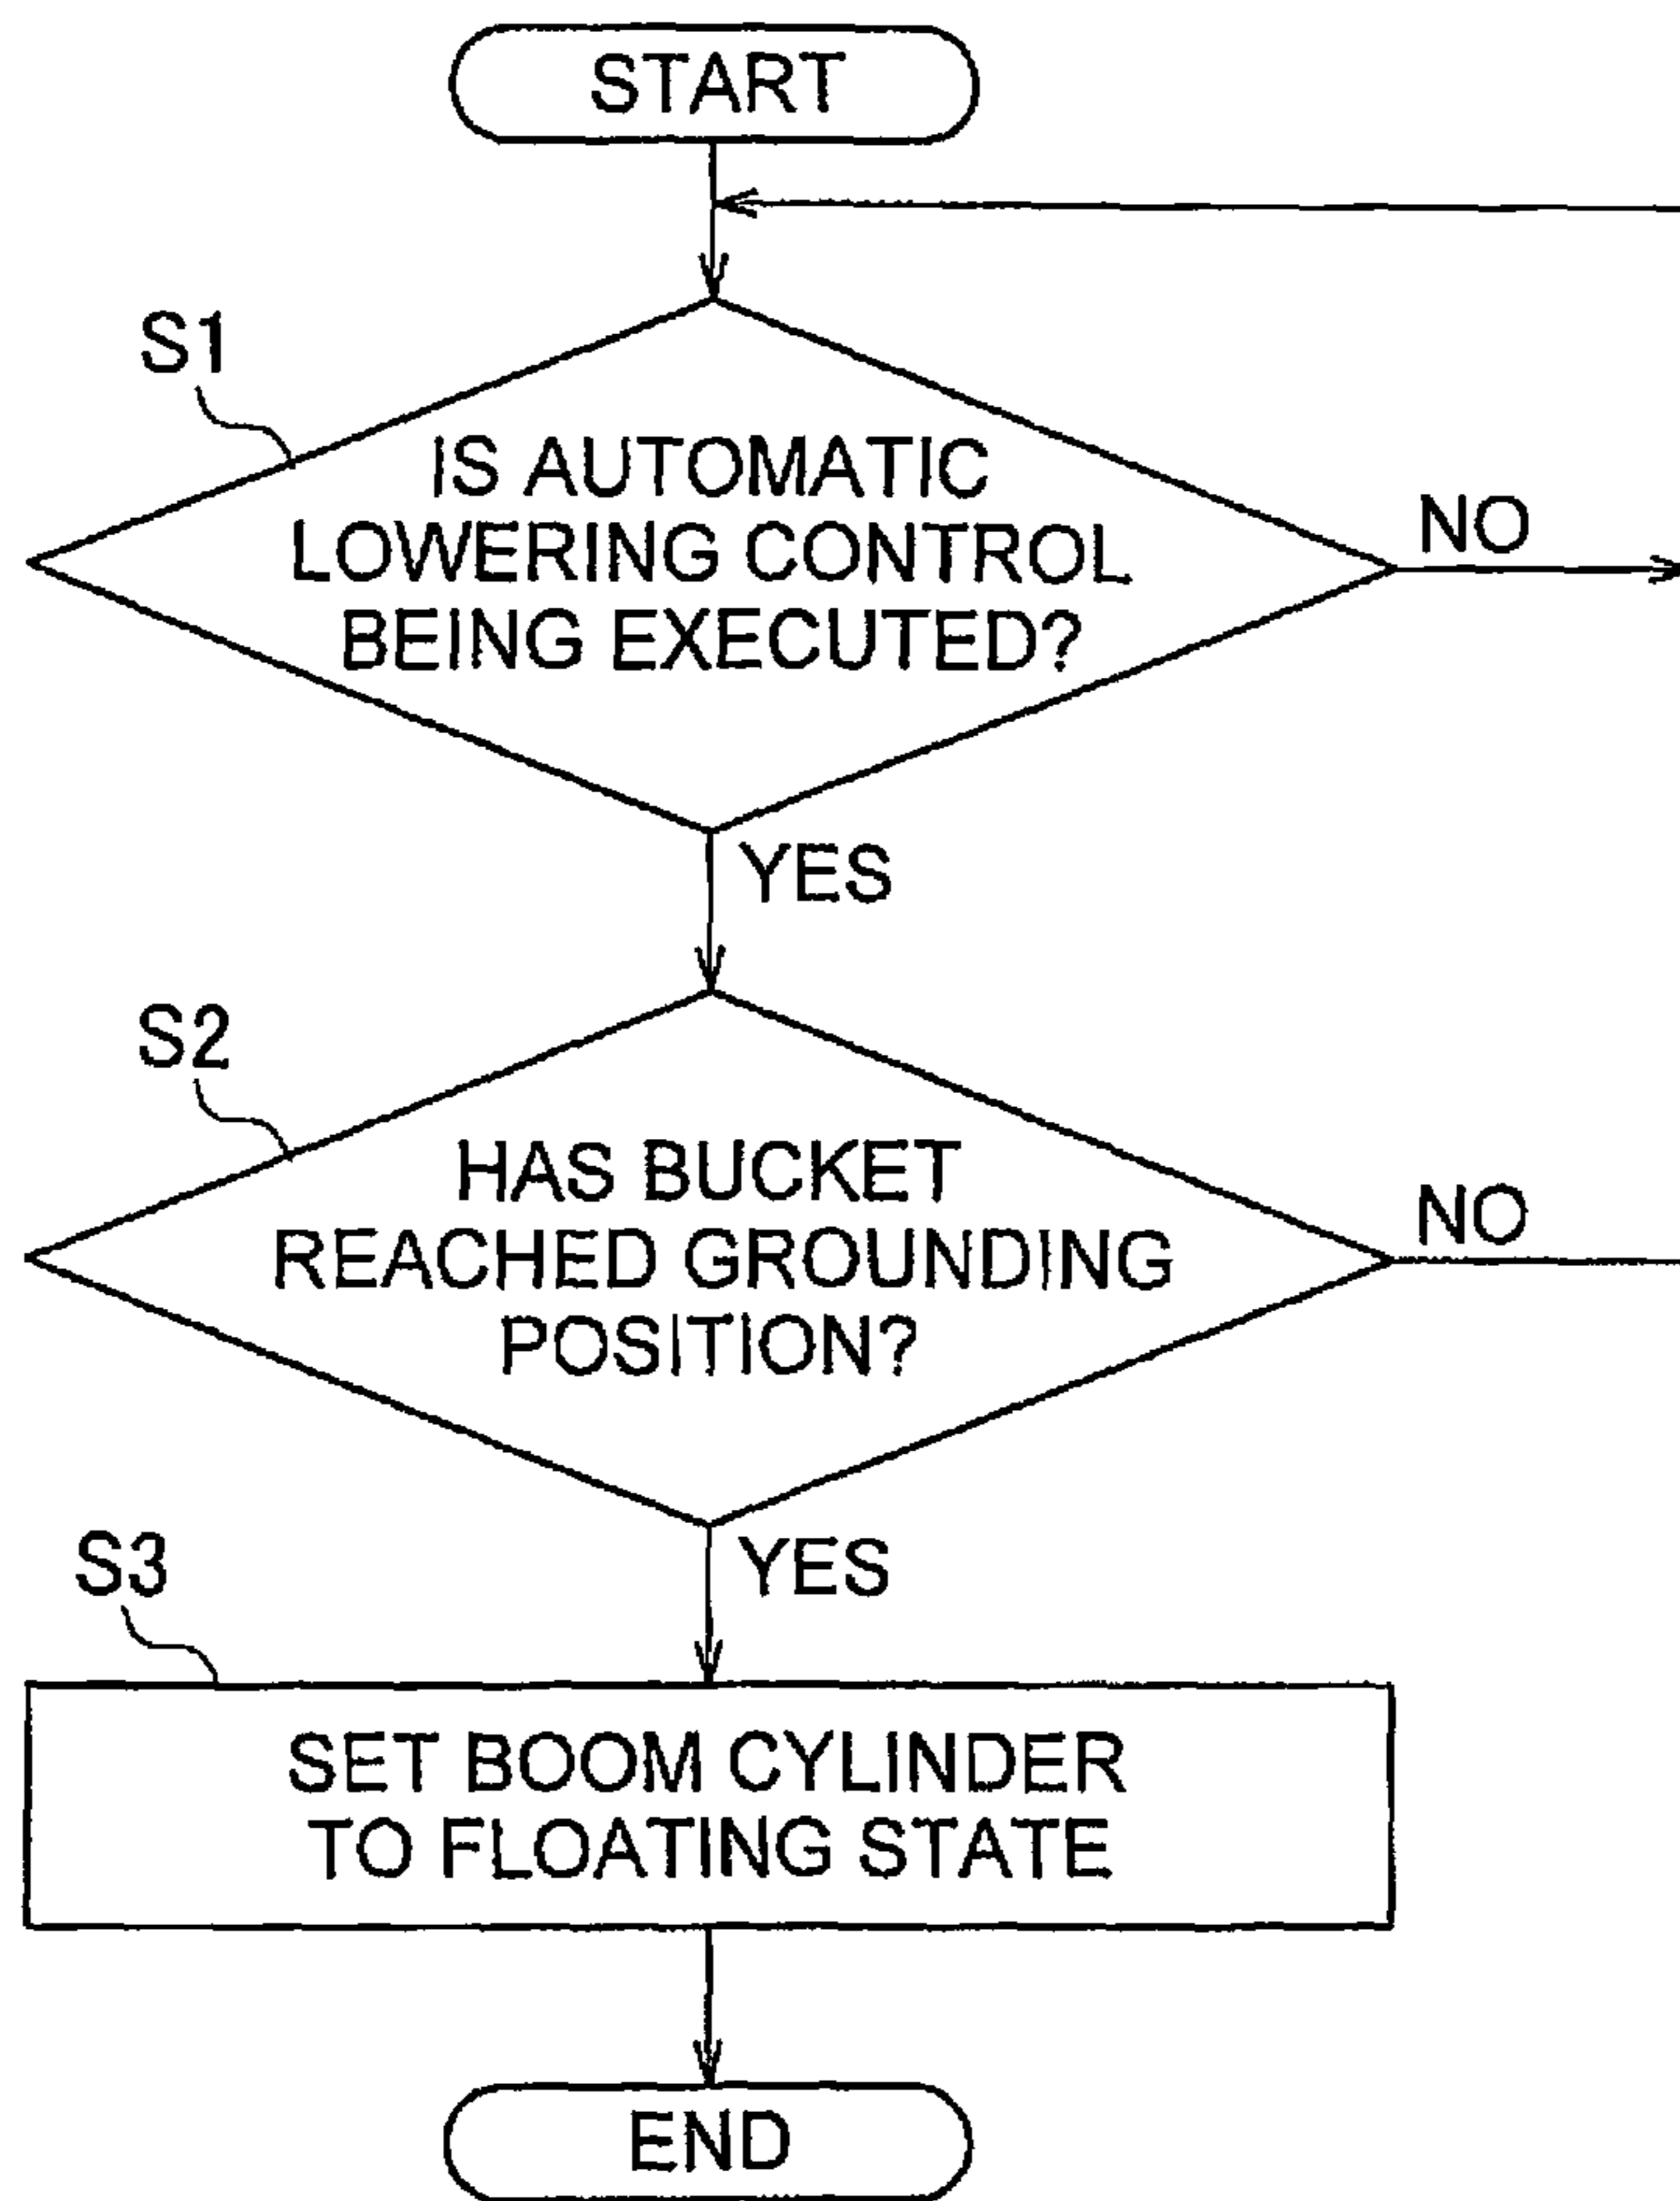 START
S1
IS AUTOMATIC
LOWERING CONTROL
BEING EXECUTED?
NO
YES
S2
HAS BUCKET
REACHED GROUNDING
POSITION?
NO
YES
S3
SET BOOM CYLINDER
TO FLOATING STATE
END